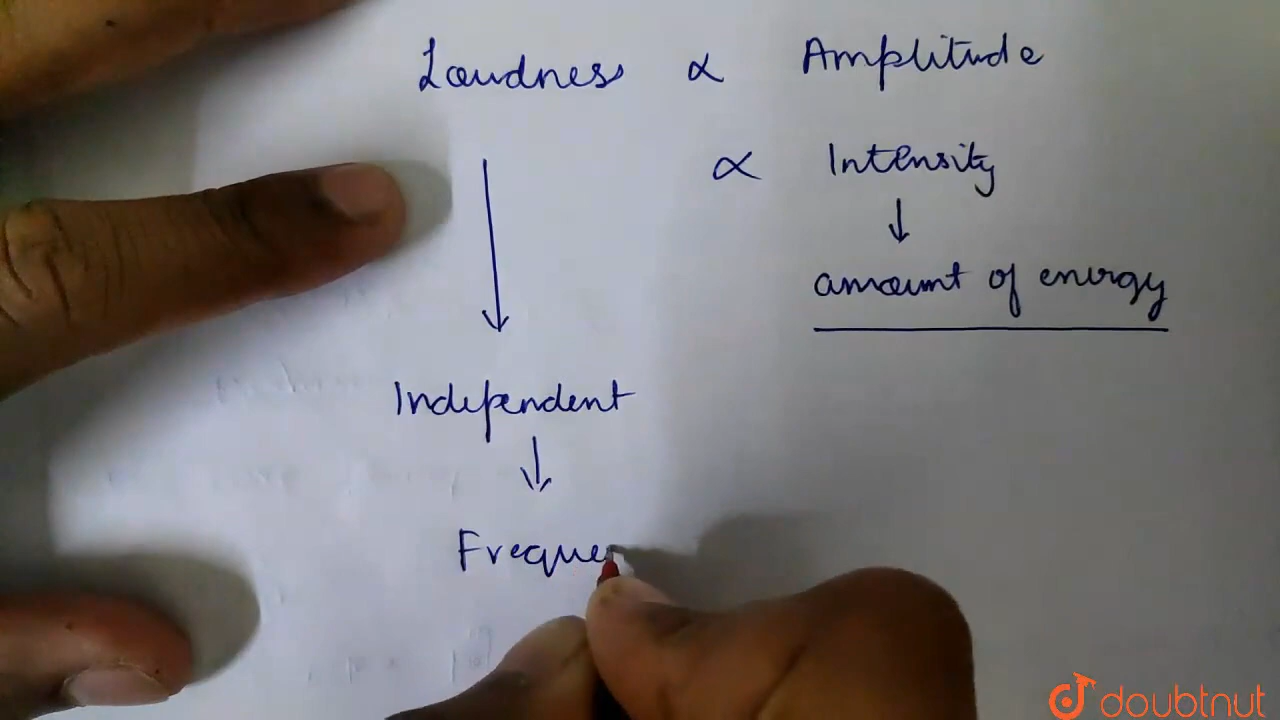 Loudness ∝ Amplitude
∝ Intensity
↓
amount of energy
Independent
↓
Freque
doubtnut